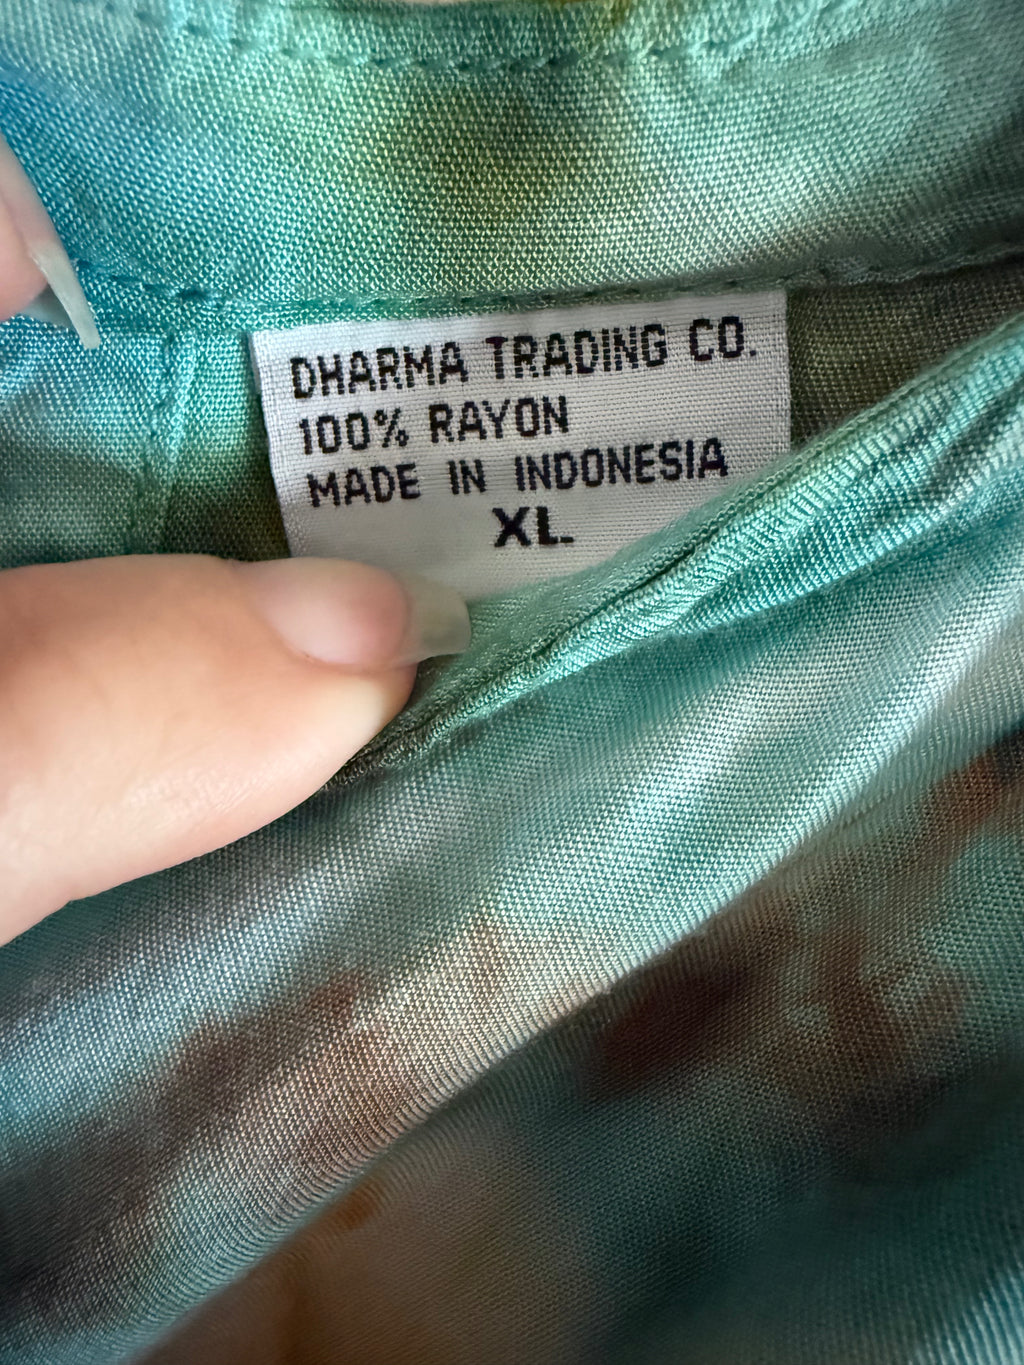 DHARMA TRADING CO.
100% RAYON
MADE IN INDONESIA
XL